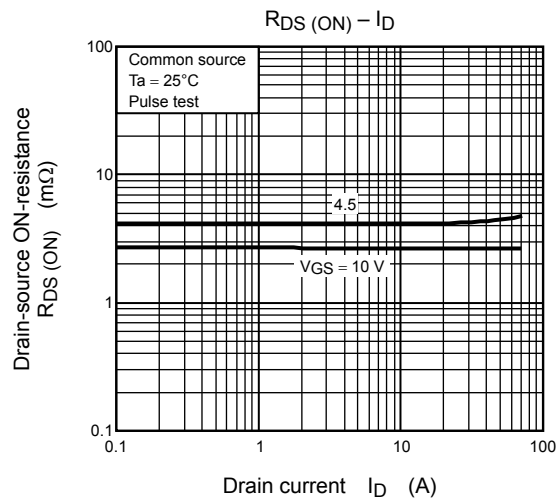 RDS (ON) – ID
Common source
Ta = 25°C
Pulse test
Drain-source ON-resistance
RDS (ON) (mΩ)
100
10
1
0.1
4.5
VGS = 10 V
0.1
1
10
100
Drain current ID (A)